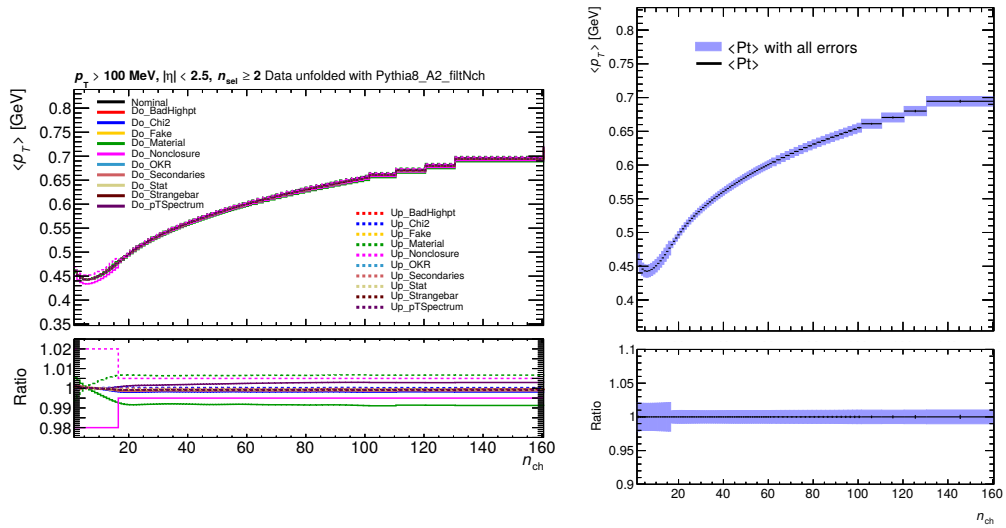 p_T > 100 MeV, |η| < 2.5, n_sel ≥ 2 Data unfolded with Pythia8_A2_filtNch
<p_T> [GeV]
0.8
0.75
0.7
0.65
0.6
0.55
0.5
0.45
0.4
0.35
Nominal
Do_BadHighpt
Do_Chi2
Do_Fake
Do_Material
Do_Nonclosure
Do_OKR
Do_Secondaries
Do_Stat
Do_Strangebar
Do_pTSpectrum
Up_BadHighpt
Up_Chi2
Up_Fake
Up_Material
Up_Nonclosure
Up_OKR
Up_Secondaries
Up_Stat
Up_Strangebar
Up_pTSpectrum
Ratio
1.02
1.01
1
0.99
0.98
20 40 60 80 100 120 140 160
n_ch
<p_T> [GeV]
0.8
0.75
0.7
0.65
0.6
0.55
0.5
0.45
0.4
<Pt> with all errors
<Pt>
Ratio
1.1
1.05
1
0.95
0.9
20 40 60 80 100 120 140 160
n_ch